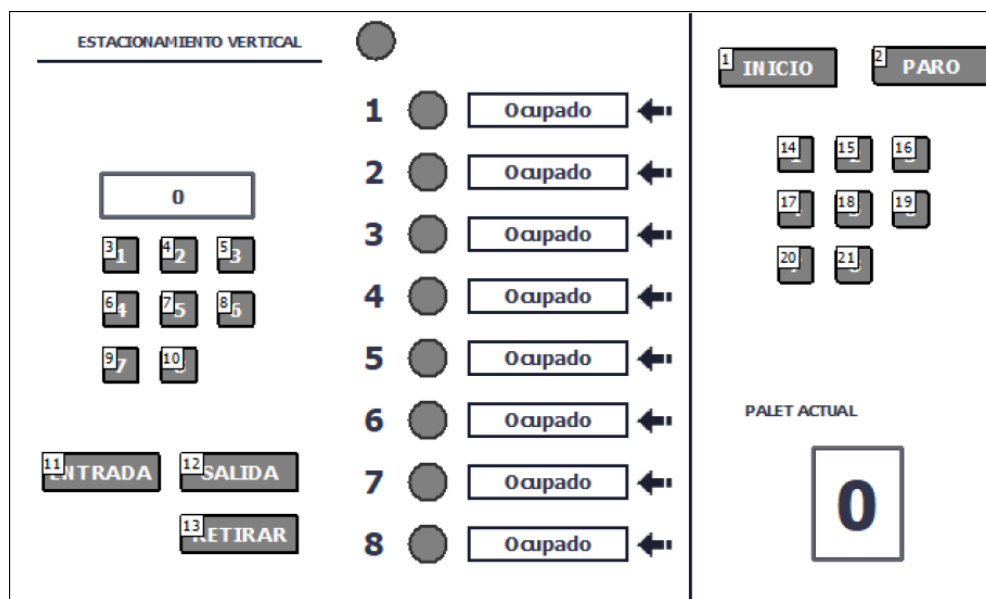 ESTACIONAMIENTO VERTICAL
0
3 1 4 2 5 3
6 4 7 5 8 6
9 7 10
11 ENTRADA 12 SALIDA
13 RETIRAR
1 Ocupado
2 Ocupado
3 Ocupado
4 Ocupado
5 Ocupado
6 Ocupado
7 Ocupado
8 Ocupado
1 INICIO 2 PARO
14 15 16
17 18 19
20 21
PALET ACTUAL
0